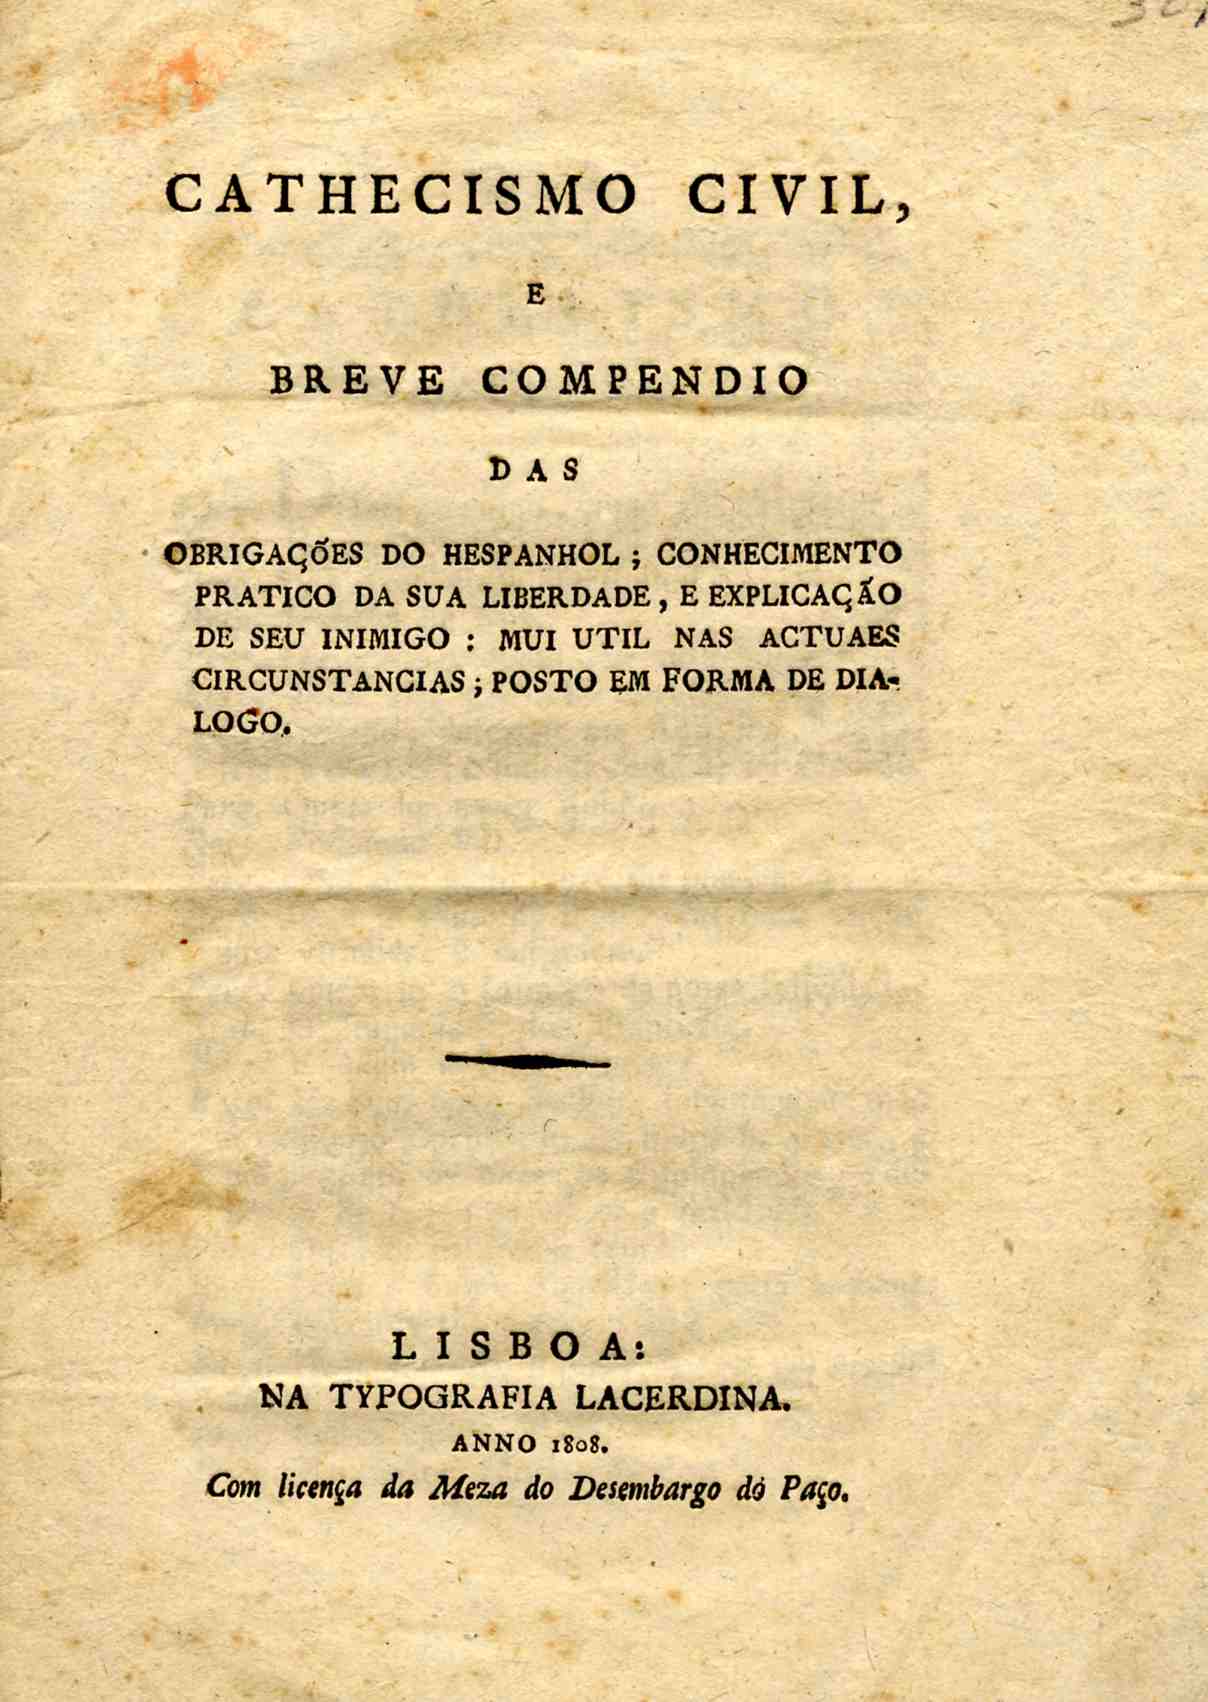 CATHECISMO CIVIL,
E
BREVE COMPENDIO
DAS
OBRIGAÇÕES DO HESPANHOL ; CONHECIMENTO
PRATICO DA SUA LIBERDADE , E EXPLICAÇÃO
DE SEU INIMIGO : MUI UTIL NAS ACTUAES
CIRCUNSTANCIAS ; POSTO EM FORMA DE DIA-
LOGO.
LISBOA:
NA TYPOGRAFIA LACERDINA.
ANNO 1808.
Com licença da Meza do Desembargo do Paço.